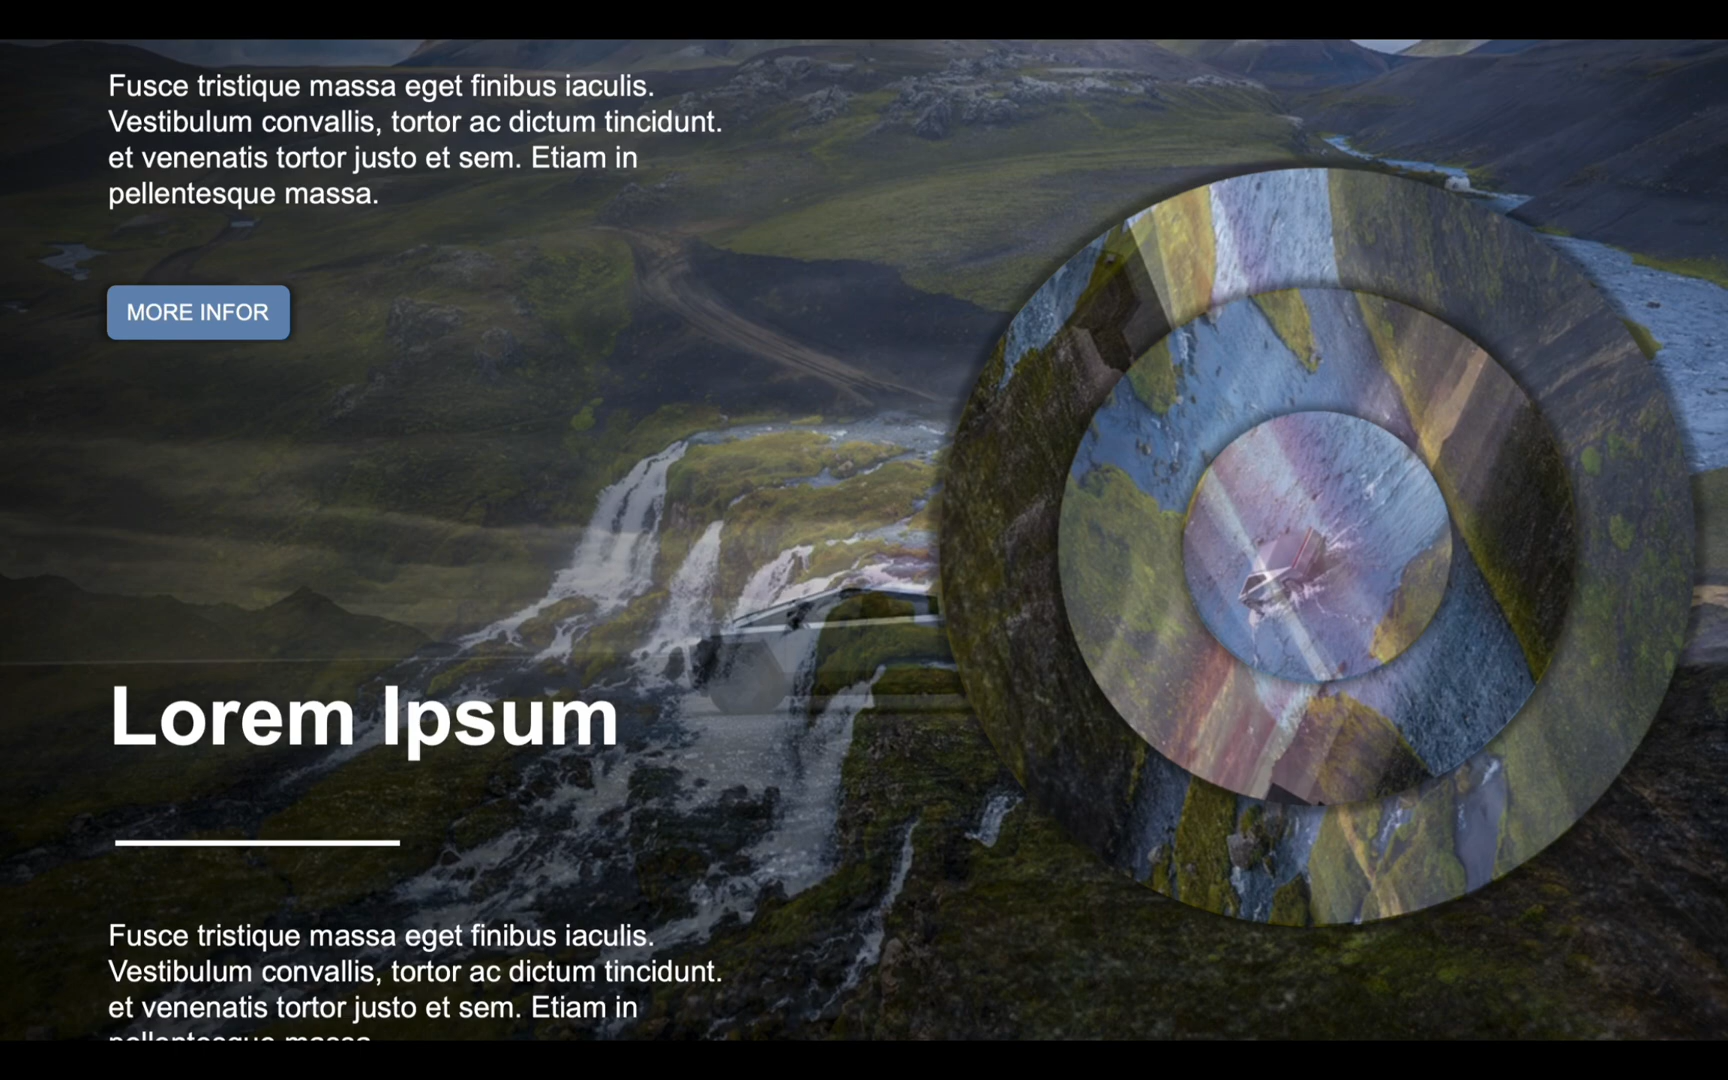 Fusce tristique massa eget finibus iaculis.
Vestibulum convallis, tortor ac dictum tincidunt.
et venenatis tortor justo et sem. Etiam in
pellentesque massa.
MORE INFOR
Lorem Ipsum
Fusce tristique massa eget finibus iaculis.
Vestibulum convallis, tortor ac dictum tincidunt.
et venenatis tortor justo et sem. Etiam in
pellentesque massa.